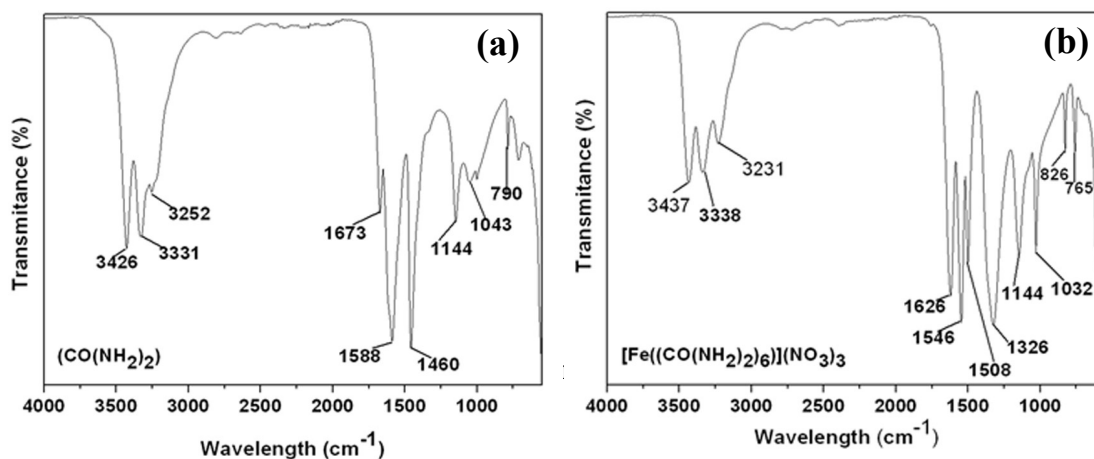 (a)
Transmitance (%)
3426
3331
3252
1673
1588
1460
1144
1043
790
(CO(NH2)2)
4000 3500 3000 2500 2000 1500 1000
Wavelength (cm-1)
(b)
Transmitance (%)
3437
3338
3231
1626
1546
1508
1326
1144
1032
826
765
[Fe((CO(NH2)2)6)](NO3)3
4000 3500 3000 2500 2000 1500 1000
Wavelength (cm-1)